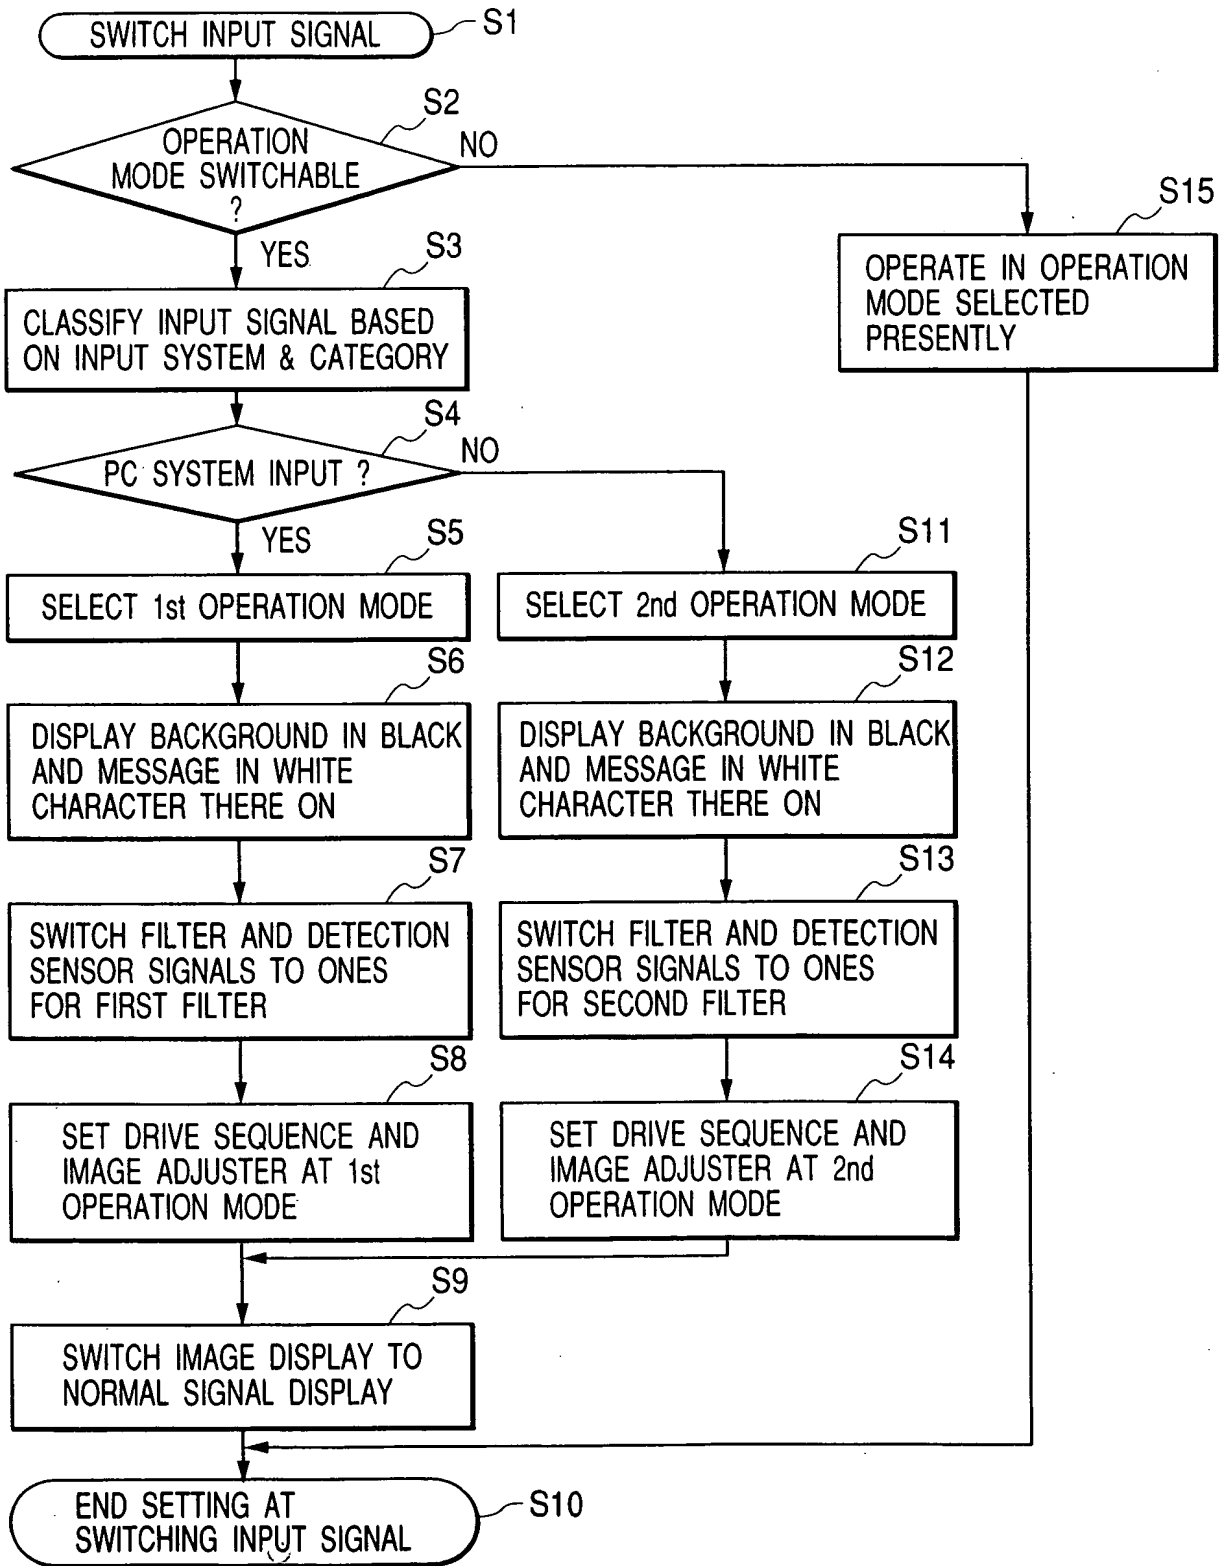 SWITCH INPUT SIGNAL
S1
S2
OPERATION
MODE SWITCHABLE
?
NO
YES
S15
OPERATE IN OPERATION
MODE SELECTED
PRESENTLY
S3
CLASSIFY INPUT SIGNAL BASED
ON INPUT SYSTEM & CATEGORY
S4
PC SYSTEM INPUT ?
NO
YES
S5
SELECT 1st OPERATION MODE
S11
SELECT 2nd OPERATION MODE
S6
DISPLAY BACKGROUND IN BLACK
AND MESSAGE IN WHITE
CHARACTER THERE ON
S12
DISPLAY BACKGROUND IN BLACK
AND MESSAGE IN WHITE
CHARACTER THERE ON
S7
SWITCH FILTER AND DETECTION
SENSOR SIGNALS TO ONES
FOR FIRST FILTER
S13
SWITCH FILTER AND DETECTION
SENSOR SIGNALS TO ONES
FOR SECOND FILTER
S8
SET DRIVE SEQUENCE AND
IMAGE ADJUSTER AT 1st
OPERATION MODE
S14
SET DRIVE SEQUENCE AND
IMAGE ADJUSTER AT 2nd
OPERATION MODE
S9
SWITCH IMAGE DISPLAY TO
NORMAL SIGNAL DISPLAY
END SETTING AT
SWITCHING INPUT SIGNAL
S10